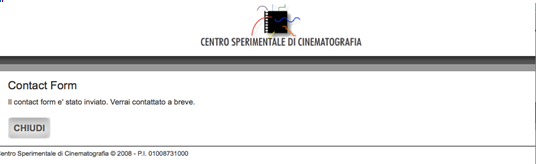 CENTRO SPERIMENTALE DI CINEMATOGRAFIA
Contact Form
Il contact form e' stato inviato. Verrai contattato a breve.
CHIUDI
entro Sperimentale di Cinematografia © 2008 - P.I. 01008731000